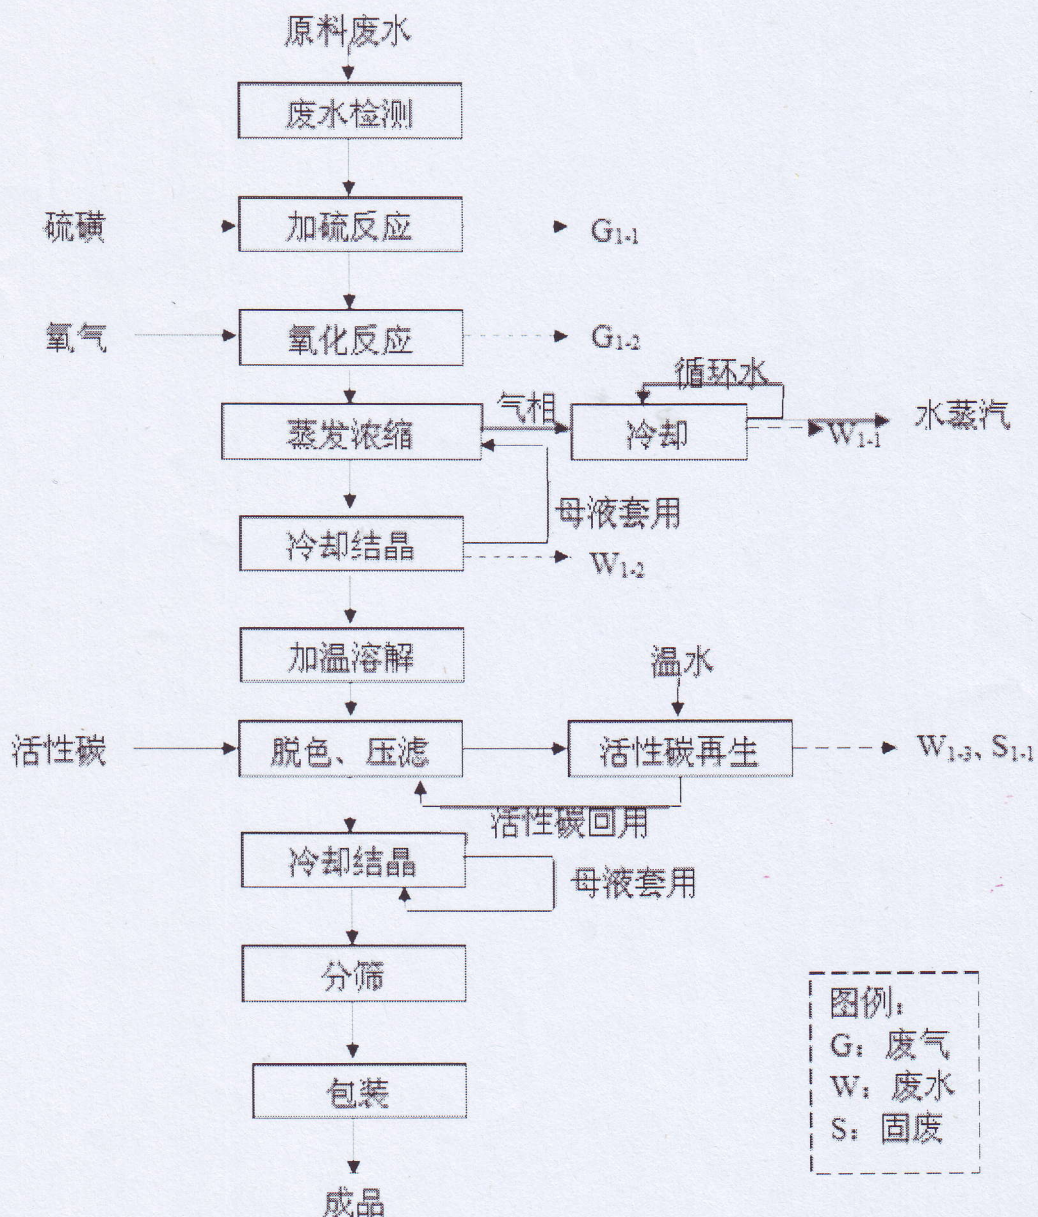 原料废水
废水检测
硫磺
加硫反应
G1-1
氧气
氧化反应
G1-2
循环水
气相
蒸发浓缩
冷却
W1-1
水蒸汽
母液套用
冷却结晶
W1-2
加温溶解
温水
活性碳
脱色、压滤
活性碳再生
W1-3、S1-1
活性碳回用
冷却结晶
母液套用
分筛
包装
成品
图例：
G：废气
W：废水
S：固废